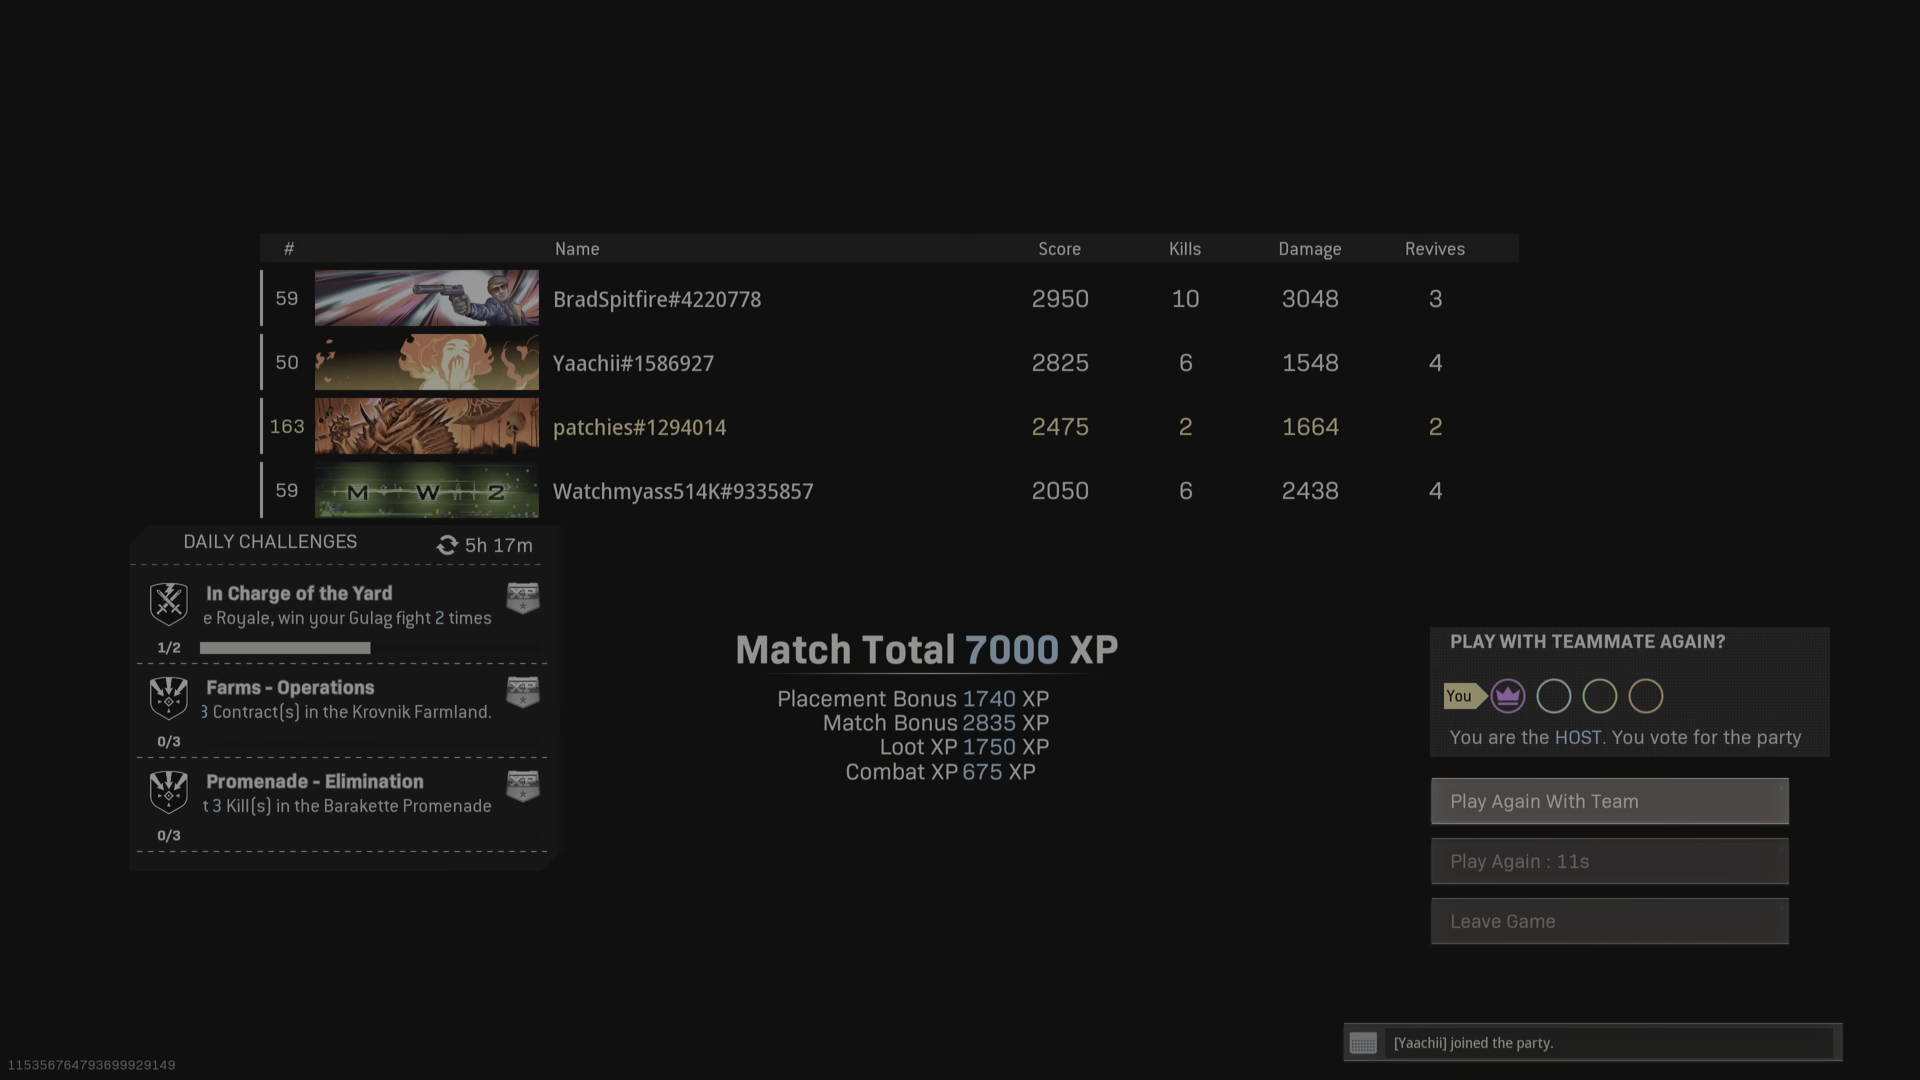 # Name Score Kills Damage Revives
59 BradSpitfire#4220778 2950 10 3048 3
50 Yaachii#1586927 2825 6 1548 4
163 patchies#1294014 2475 2 1664 2
59 M W 2 Watchmyass514K#9335857 2050 6 2438 4
DAILY CHALLENGES 5h 17m
In Charge of the Yard XP
e Royale, win your Gulag fight 2 times
1/2
Farms - Operations XP
3 Contract(s) in the Krovnik Farmland.
0/3
Promenade - Elimination XP
t 3 Kill(s) in the Barakette Promenade
0/3
Match Total 7000 XP
Placement Bonus 1740 XP
Match Bonus 2835 XP
Loot XP 1750 XP
Combat XP 675 XP
PLAY WITH TEAMMATE AGAIN?
You
You are the HOST. You vote for the party
Play Again With Team
Play Again : 11s
Leave Game
[Yaachii] joined the party.
115356764793699929149